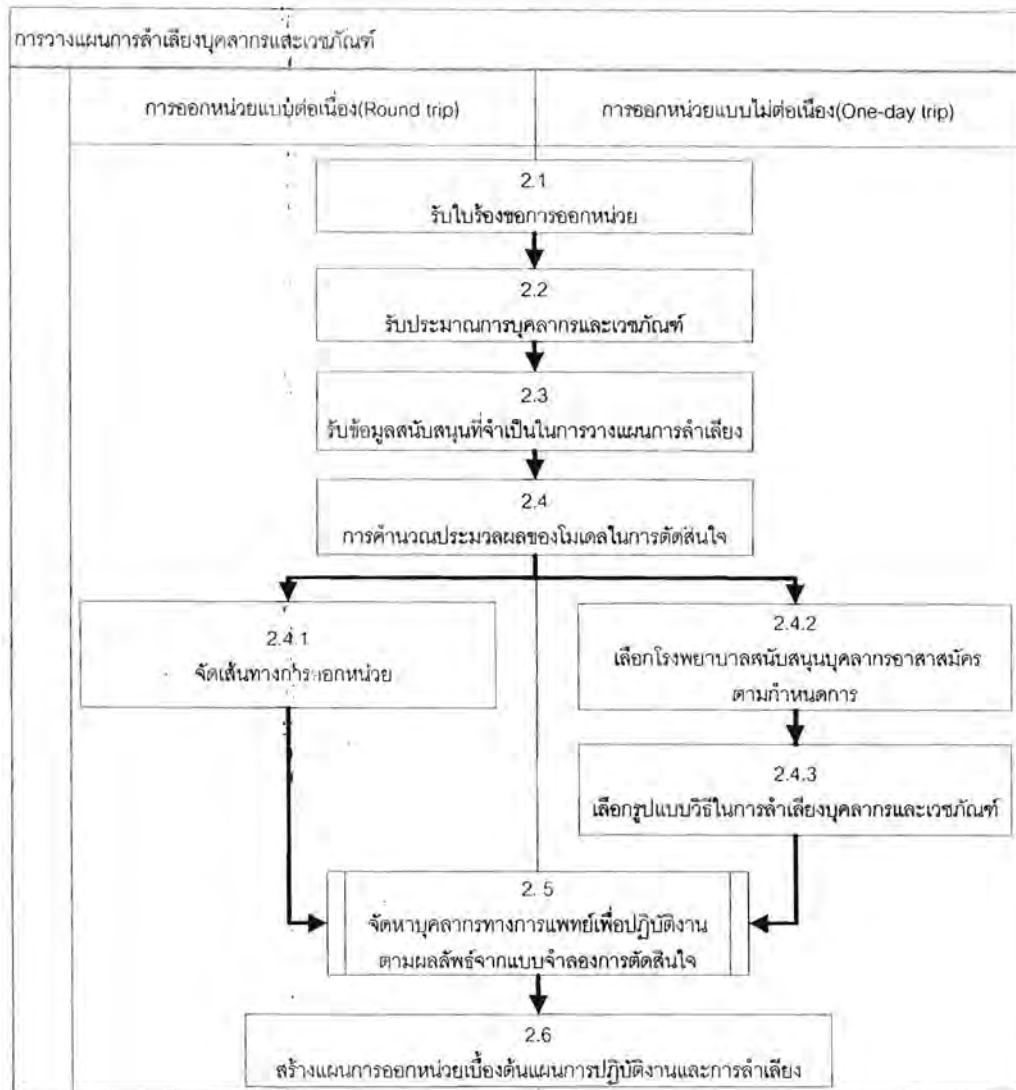 การวางแผนการลำเลียงบุคลากรและเวชภัณฑ์
การออกหน่วยแบบต่อเนื่อง(Round trip)
การออกหน่วยแบบไม่ต่อเนื่อง(One-day trip)
2.1
รับใบร้องขอการออกหน่วย
2.2
รับประมาณการบุคลากรและเวชภัณฑ์
2.3
รับข้อมูลสนับสนุนที่จำเป็นในการวางแผนการลำเลียง
2.4
การคำนวณประมวลผลของโมเดลในการตัดสินใจ
2.4.1
จัดเส้นทางการออกหน่วย
2.4.2
เลือกโรงพยาบาลสนับสนุนบุคลากรอาสาสมัคร
ตามกำหนดการ
2.4.3
เลือกรูปแบบวิธีในการลำเลียงบุคลากรและเวชภัณฑ์
2.5
จัดหาบุคลากรทางการแพทย์เพื่อปฏิบัติงาน
ตามผลลัพธ์จากแบบจำลองการตัดสินใจ
2.6
สร้างแผนการออกหน่วยเบื้องต้นแผนการปฏิบัติงานและการลำเลียง